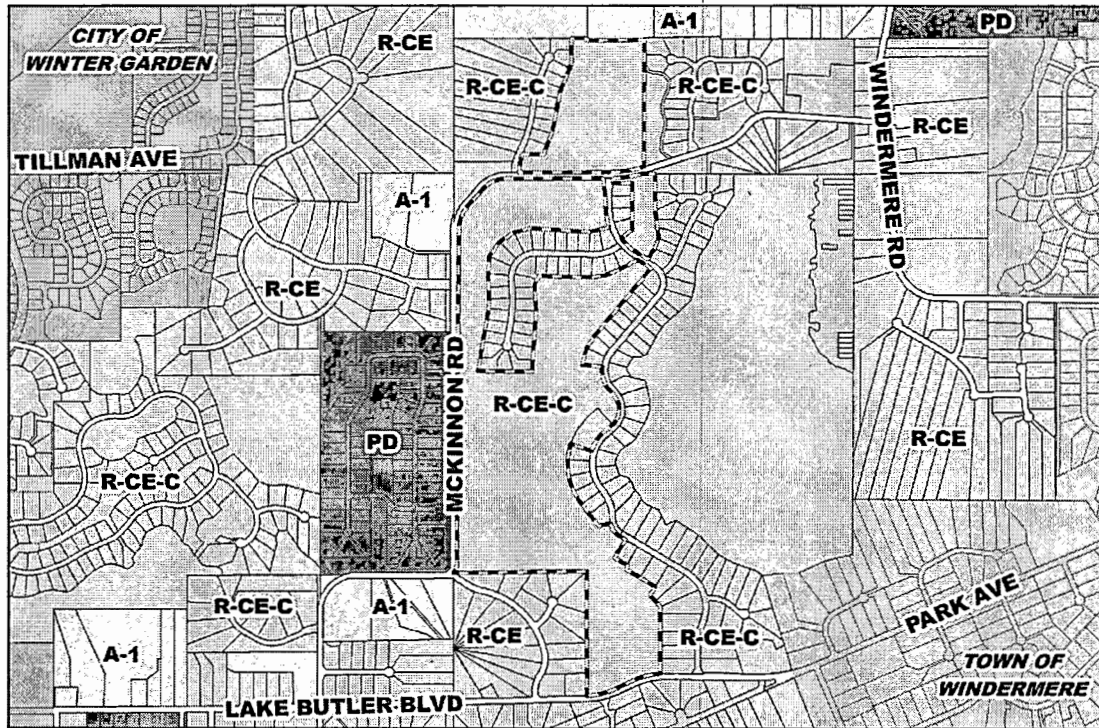 A-1
PD
CITY OF
WINTER GARDEN
R-CE
R-CE-C
R-CE-C
WINDERMERE RD
R-CE
TILLMAN AVE
A-1
R-CE
MCKINNON RD
R-CE-C
PD
R-CE
R-CE-C
R-CE-C
A-1
R-CE
R-CE-C
PARK AVE
A-1
TOWN OF
WINDERMERE
LAKE BUTLER BLVD